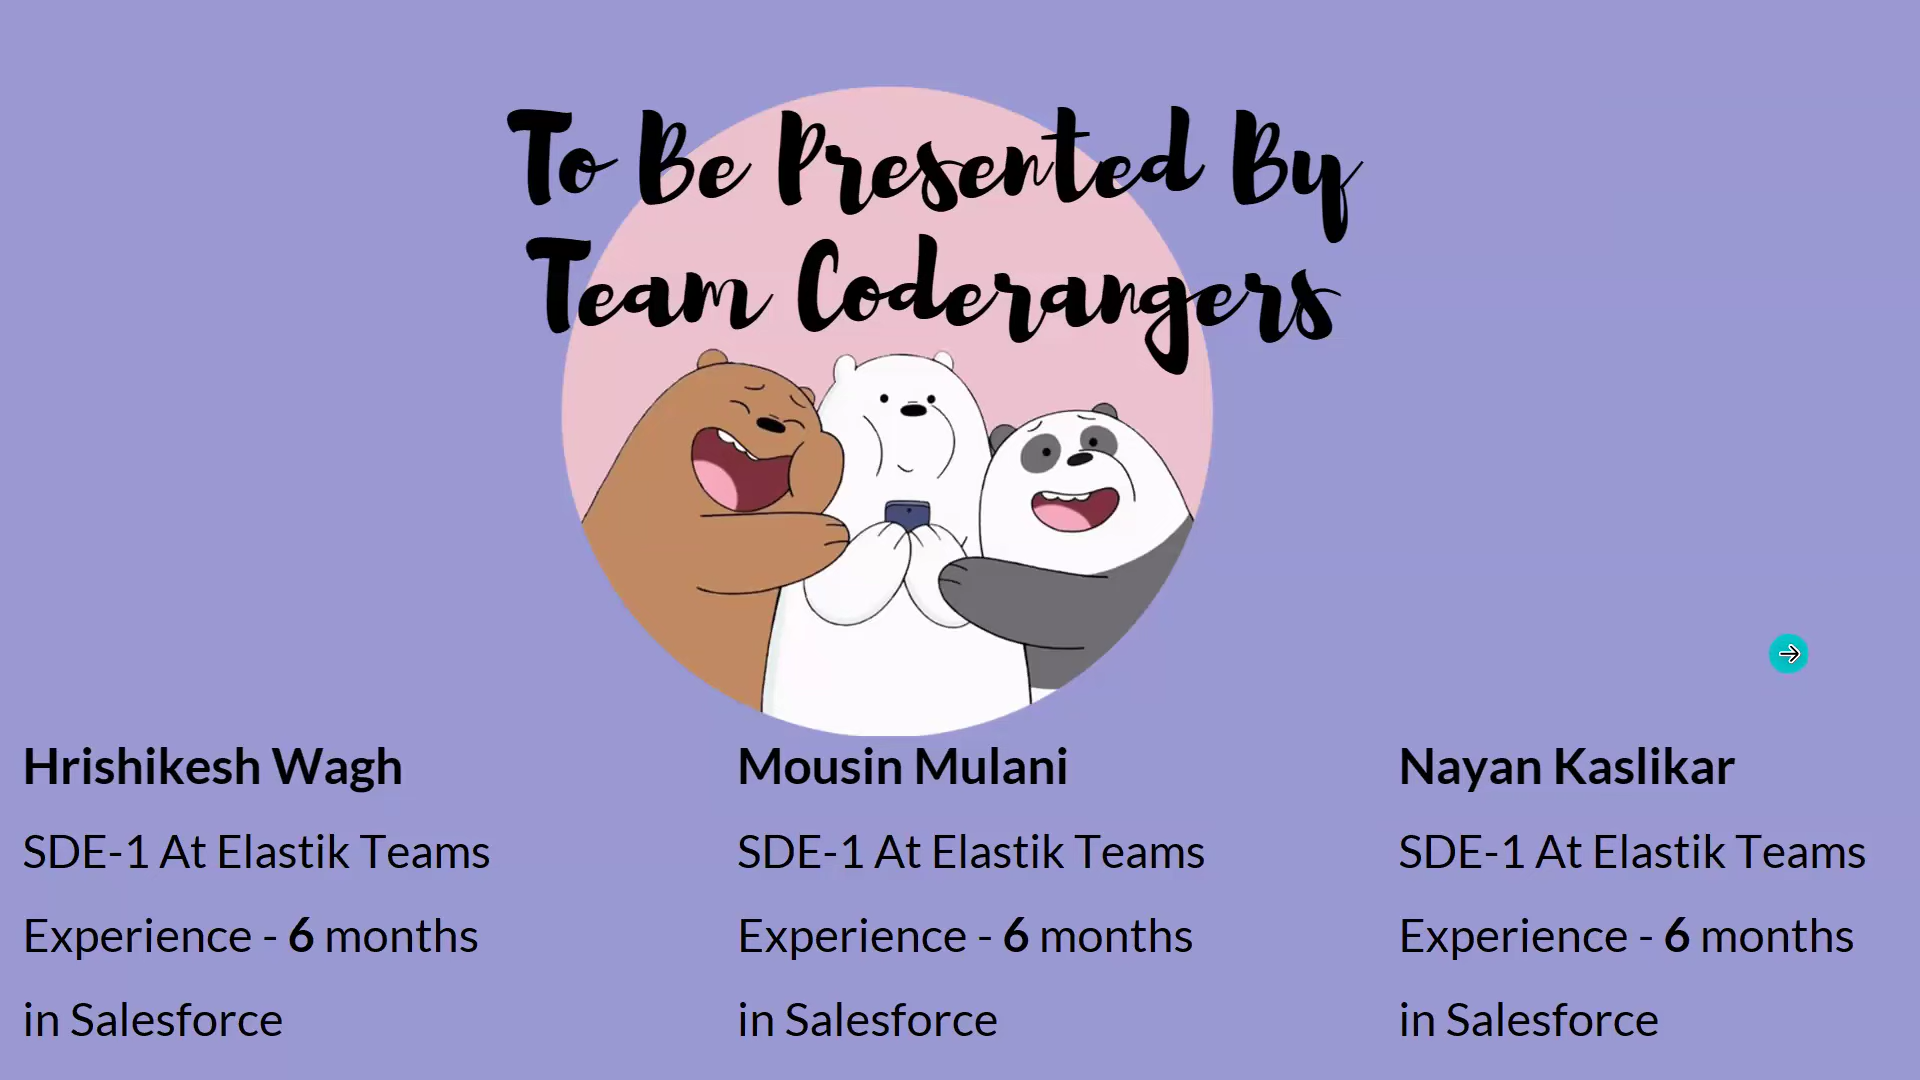 To Be Presented By
Team Coderangers
Hrishikesh Wagh
SDE-1 At Elastik Teams
Experience - 6 months
in Salesforce
Mousin Mulani
SDE-1 At Elastik Teams
Experience - 6 months
in Salesforce
Nayan Kaslikar
SDE-1 At Elastik Teams
Experience - 6 months
in Salesforce